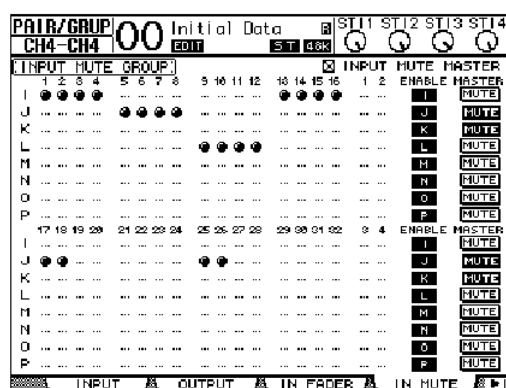 PAIR/GRUP 00 Initial Data R STI1 STI2 STI3 STI4
CH4-CH4 EDIT ST 48K
INPUT MUTE GROUP INPUT MUTE MASTER
1 2 3 4 5 6 7 8 9 10 11 12 13 14 15 16 1 2 ENABLE MASTER
I I MUTE
J J MUTE
K K MUTE
L L MUTE
M M MUTE
N N MUTE
O O MUTE
P P MUTE
17 18 19 20 21 22 23 24 25 26 27 28 29 30 31 32 3 4 ENABLE MASTER
I I MUTE
J J MUTE
K K MUTE
L L MUTE
M M MUTE
N N MUTE
O O MUTE
P P MUTE
INPUT OUTPUT IN FADER IN MUTE